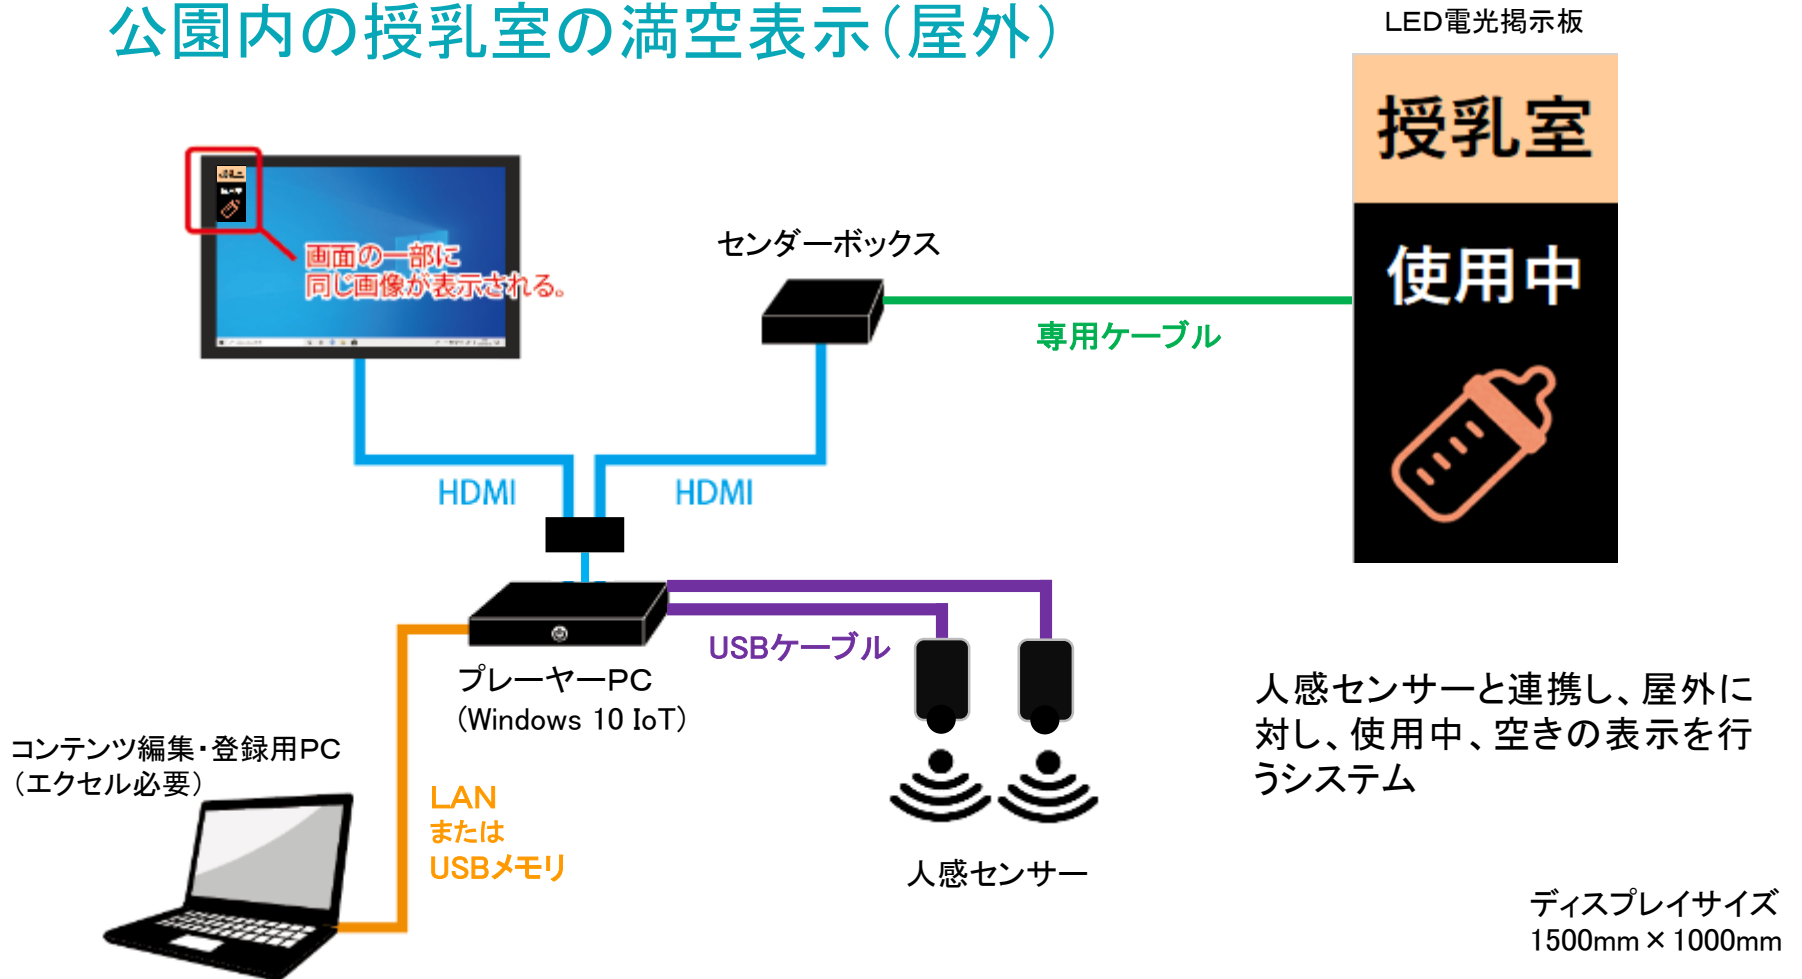 公園内の授乳室の満空表示（屋外）
LED電光掲示板
授乳室
使用中
画面の一部に
同じ画像が表示される。
センダーボックス
専用ケーブル
HDMI
HDMI
USBケーブル
プレーヤーPC
(Windows 10 IoT)
コンテンツ編集・登録用PC
（エクセル必要）
LAN
または
USBメモリ
人感センサー
人感センサーと連携し、屋外に
対し、使用中、空きの表示を行
うシステム
ディスプレイサイズ
1500mm×1000mm